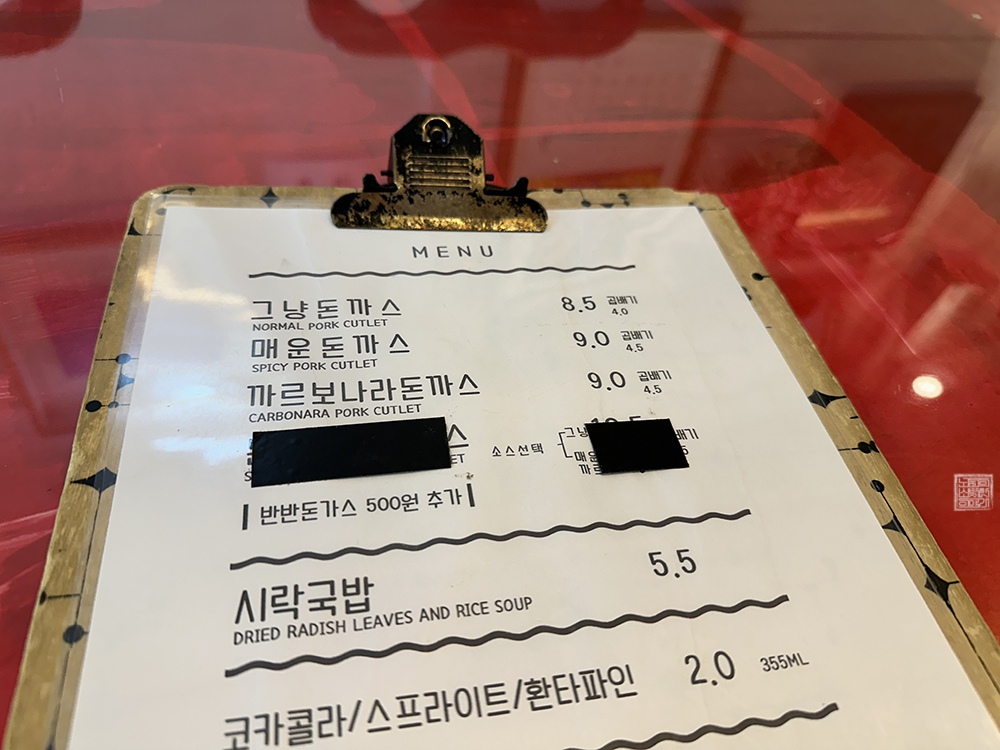 MENU
그냥돈까스 8.5 곱배기 4.0
NORMAL PORK CUTLET
매운돈까스 9.0 곱배기 4.5
SPICY PORK CUTLET
까르보나라돈까스 9.0 곱배기 4.5
CARBONARA PORK CUTLET
소스선택
반반돈가스 500원 추가
시락국밥 5.5
DRIED RADISH LEAVES AND RICE SOUP
코카콜라/스프라이트/환타파인 2.0 355ML